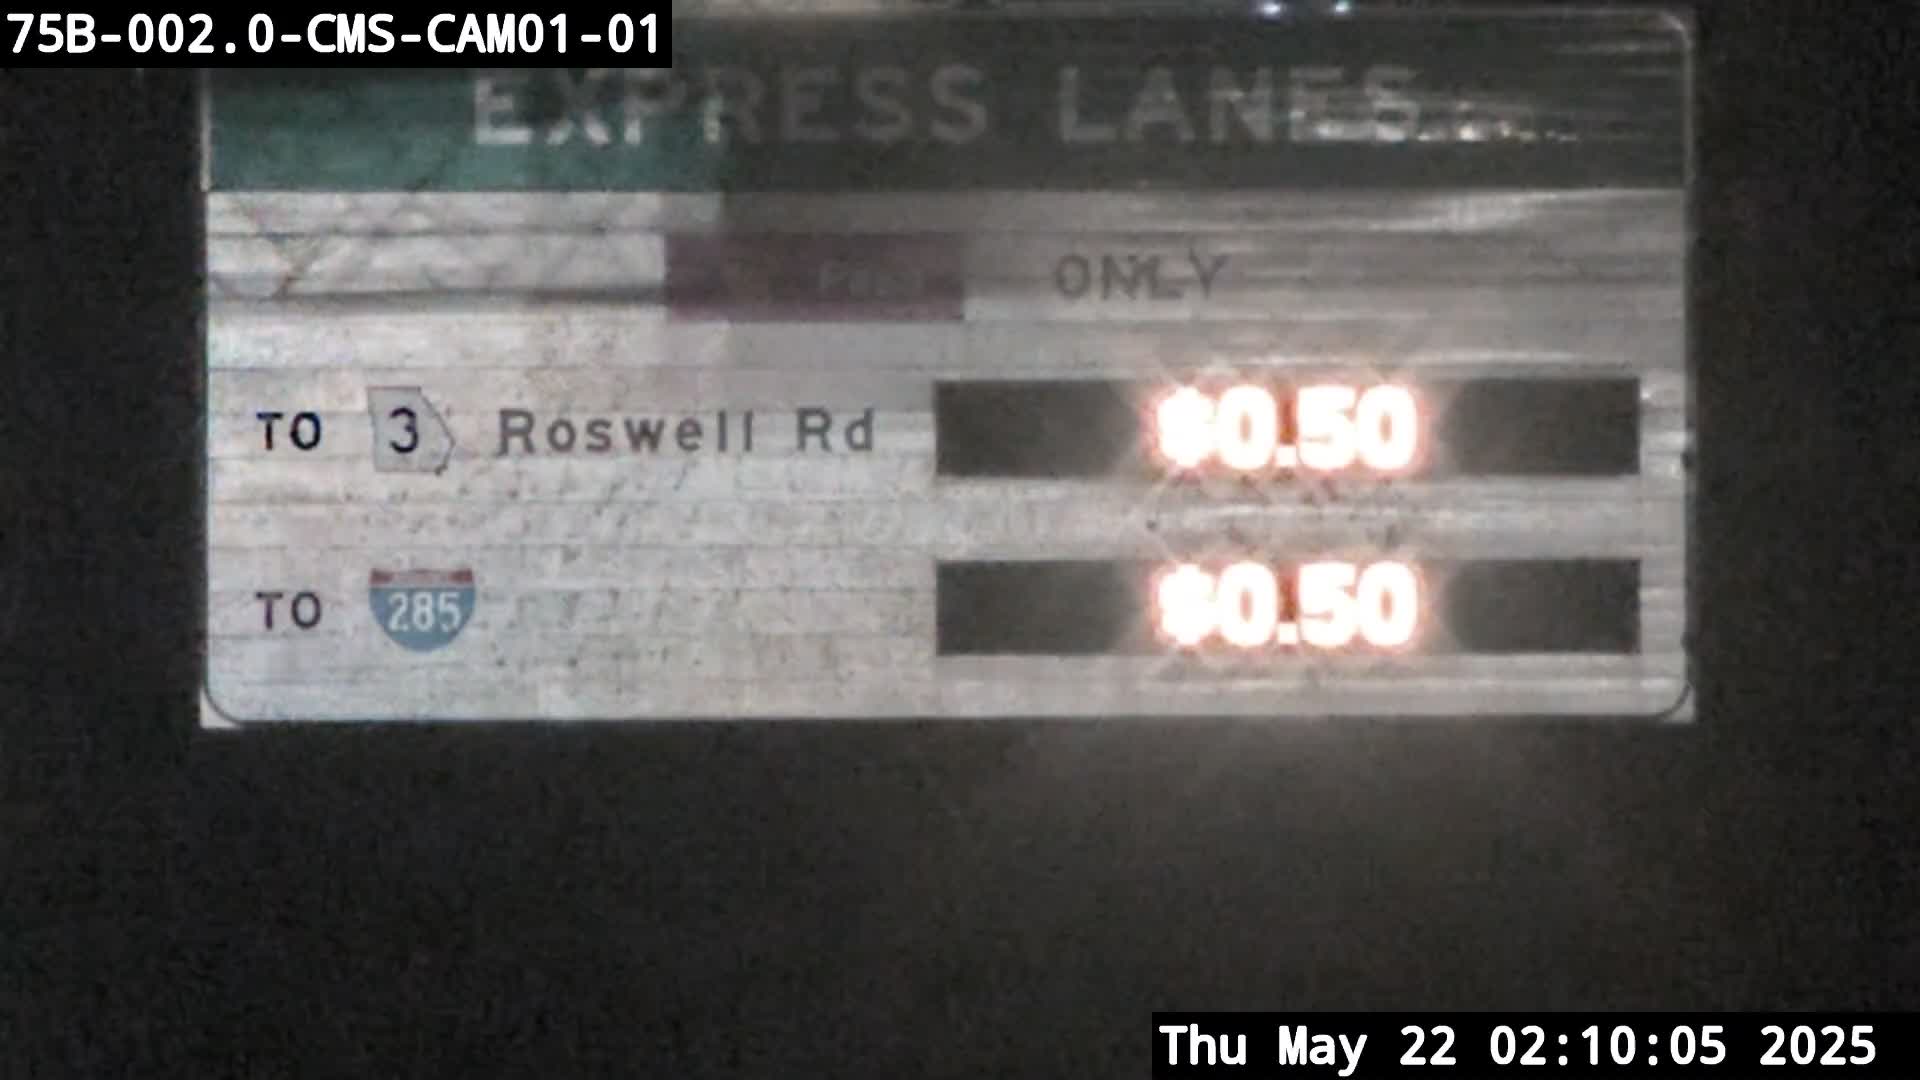 75B-002.0-CMS-CAM01-01
EXPRESS LANES
Pass ONLY
TO 3 Roswell Rd $0.50
TO 285 $0.50
Thu May 22 02:10:05 2025